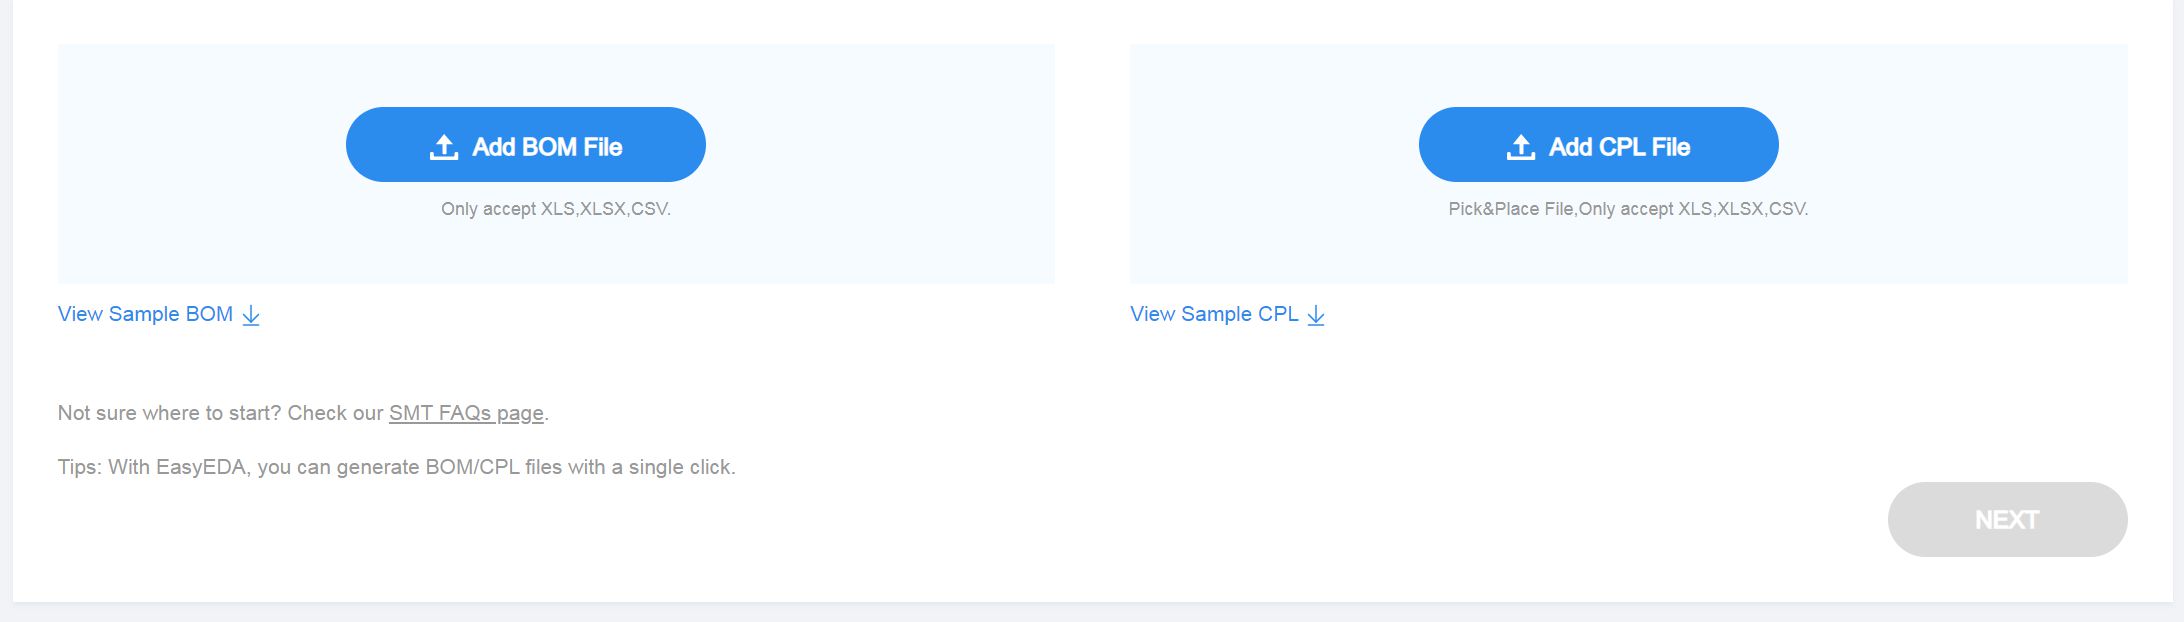 Add BOM File
Only accept XLS,XLSX,CSV.
View Sample BOM
Add CPL File
Pick&Place File,Only accept XLS,XLSX,CSV.
View Sample CPL
Not sure where to start? Check our SMT FAQs page.
Tips: With EasyEDA, you can generate BOM/CPL files with a single click.
NEXT